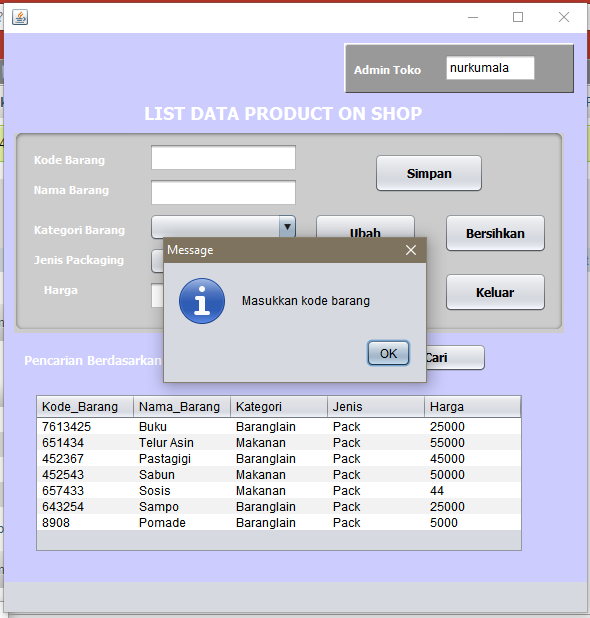 Admin Toko nurkumala
LIST DATA PRODUCT ON SHOP
Kode Barang
Simpan
Nama Barang
Kategori Barang
Ubah
Bersihkan
Jenis Packaging
Harga
Keluar
Message
Masukkan kode barang
OK
Pencarian Berdasarkan
Cari
Kode_Barang Nama_Barang Kategori Jenis Harga
7613425 Buku Baranglain Pack 25000
651434 Telur Asin Makanan Pack 55000
452367 Pastagigi Baranglain Pack 45000
452543 Sabun Makanan Pack 50000
657433 Sosis Makanan Pack 44
643254 Sampo Baranglain Pack 25000
8908 Pomade Baranglain Pack 5000